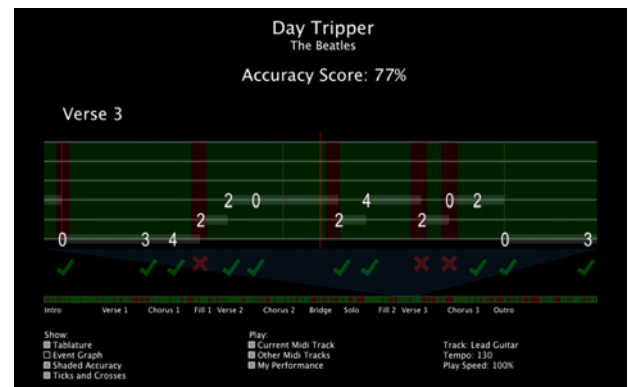 Day Tripper
The Beatles
Accuracy Score: 77%
Verse 3
2 0 4 0 2
2 2 2
0 3 4 0 3
Intro Verse 1 Chorus 1 Fill 1 Verse 2 Chorus 2 Bridge Solo Fill 2 Verse 3 Chorus 3 Outro
Show: Play:
Tablature Current Midi Track Track: Lead Guitar
Event Graph Other Midi Tracks Tempo: 130
Shaded Accuracy My Performance Play Speed: 100%
Ticks and Crosses